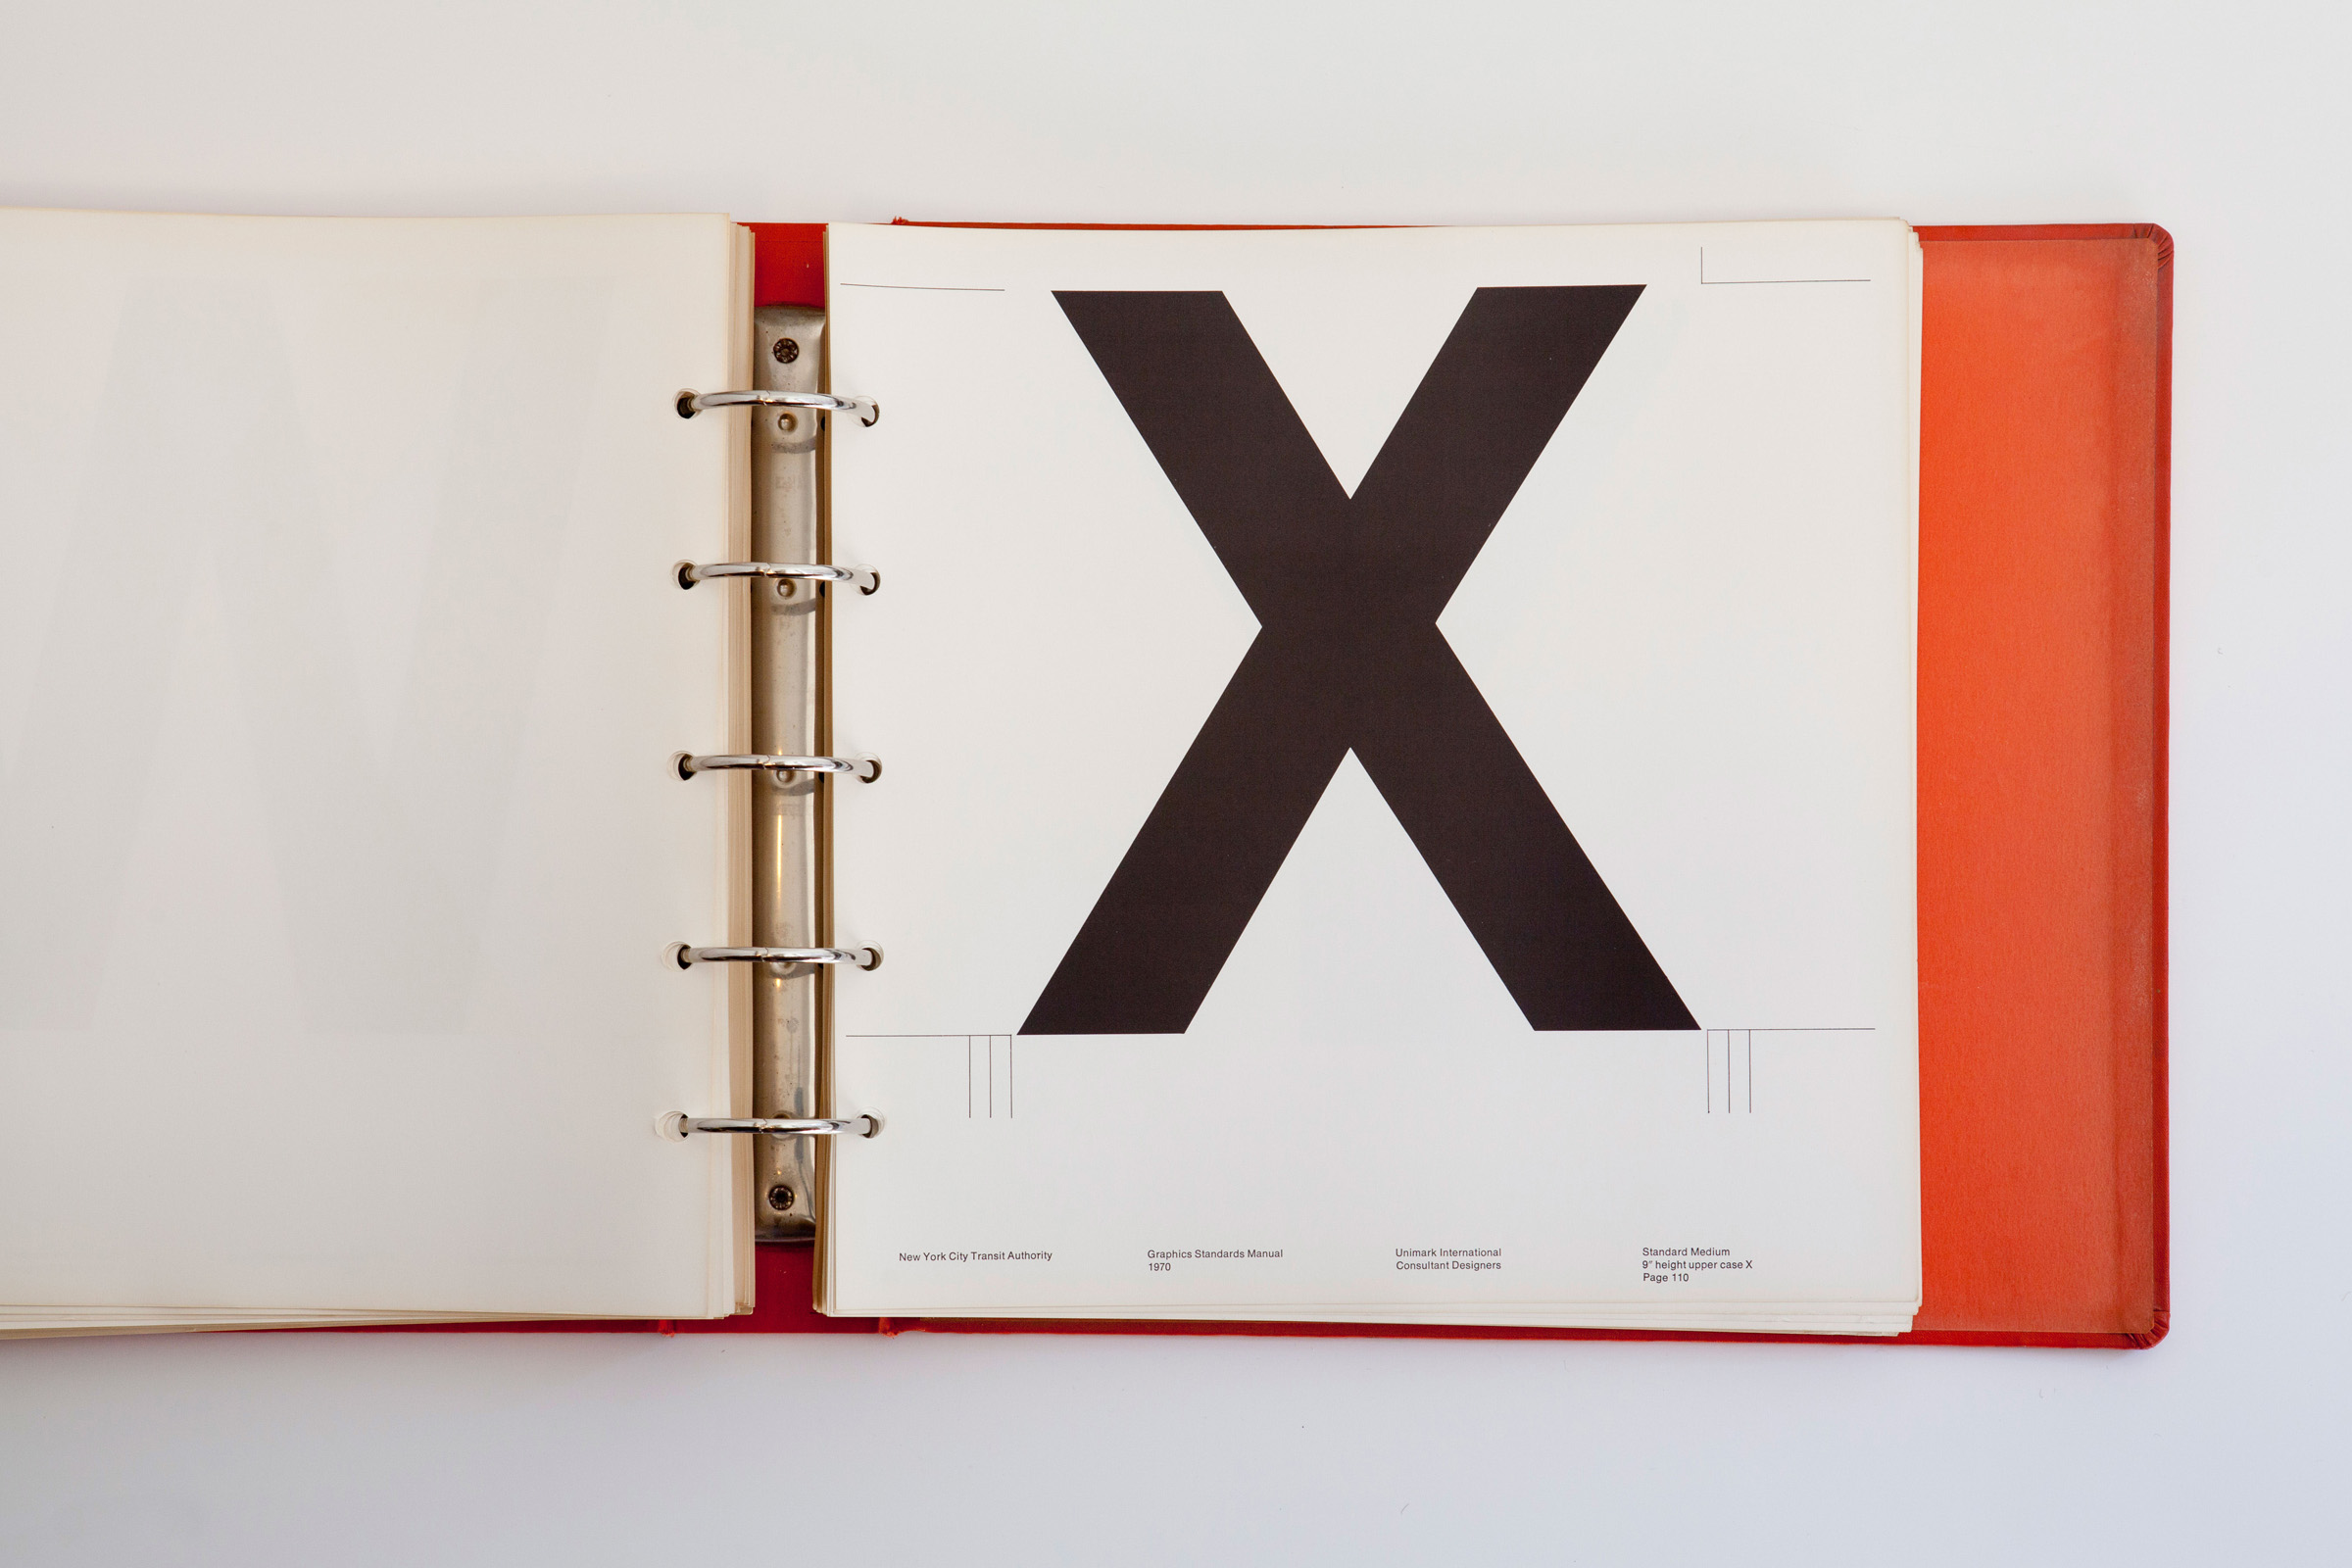 X
New York City Transit Authority
Graphics Standards Manual
1970
Unimark International
Consultant Designers
Standard Medium
9" height upper case X
Page 110